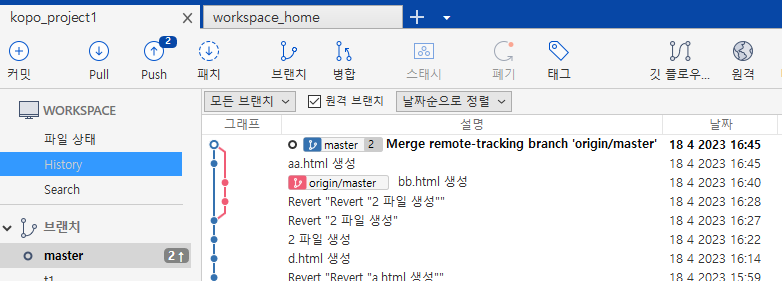 kopo_project1
workspace_home
2
커밋
Pull
Push
패치
브랜치
병합
스태시
폐기
태그
깃 플로우...
원격
WORKSPACE
파일 상태
History
Search
브랜치
master 2↑
t1
모든 브랜치
원격 브랜치
날짜순으로 정렬
그래프 설명 날짜
master 2 Merge remote-tracking branch 'origin/master' 18 4 2023 16:45
aa.html 생성 18 4 2023 16:45
origin/master bb.html 생성 18 4 2023 16:40
Revert "Revert "2 파일 생성"" 18 4 2023 16:28
Revert "2 파일 생성" 18 4 2023 16:27
2 파일 생성 18 4 2023 16:22
d.html 생성 18 4 2023 16:14
Revert "Revert "a.html 생성"" 18 4 2023 15:59